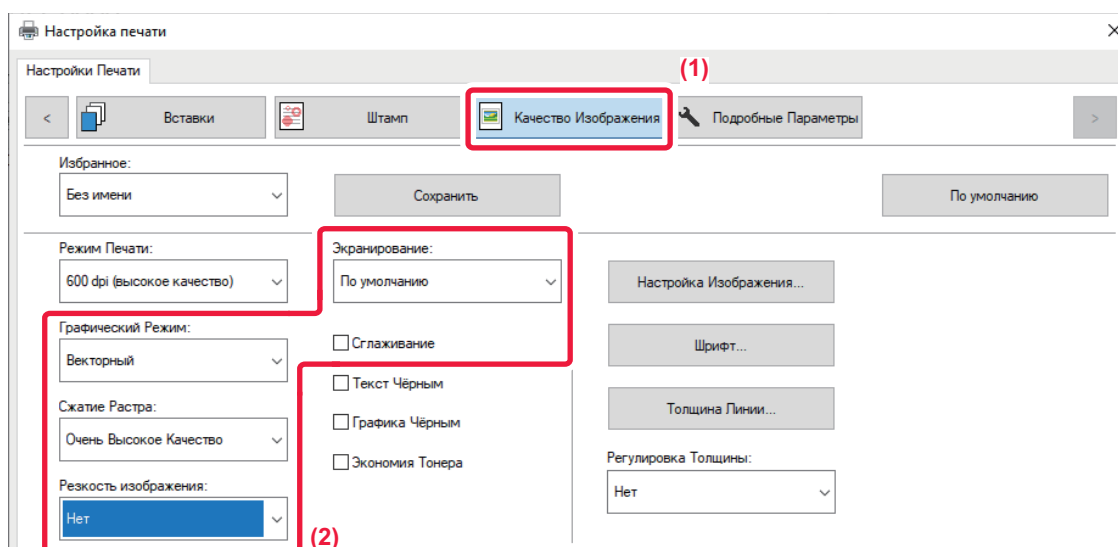 Настройка печати
Настройки Печати
(1)
< Вставки Штамп Качество Изображения Подробные Параметры >
Избранное:
Без имени Сохранить По умолчанию
Режим Печати: Экранирование:
600 dpi (высокое качество) По умолчанию Настройка Изображения...
Графический Режим:
Векторный Сглаживание Шрифт...
Текст Чёрным
Сжатие Растра: Толщина Линии...
Очень Высокое Качество Графика Чёрным
Экономия Тонера Регулировка Толщины:
Резкость изображения:
Нет Нет
(2)